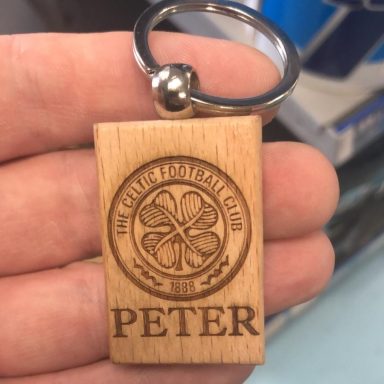 THE CELTIC FOOTBALL CLUB
1888
PETER